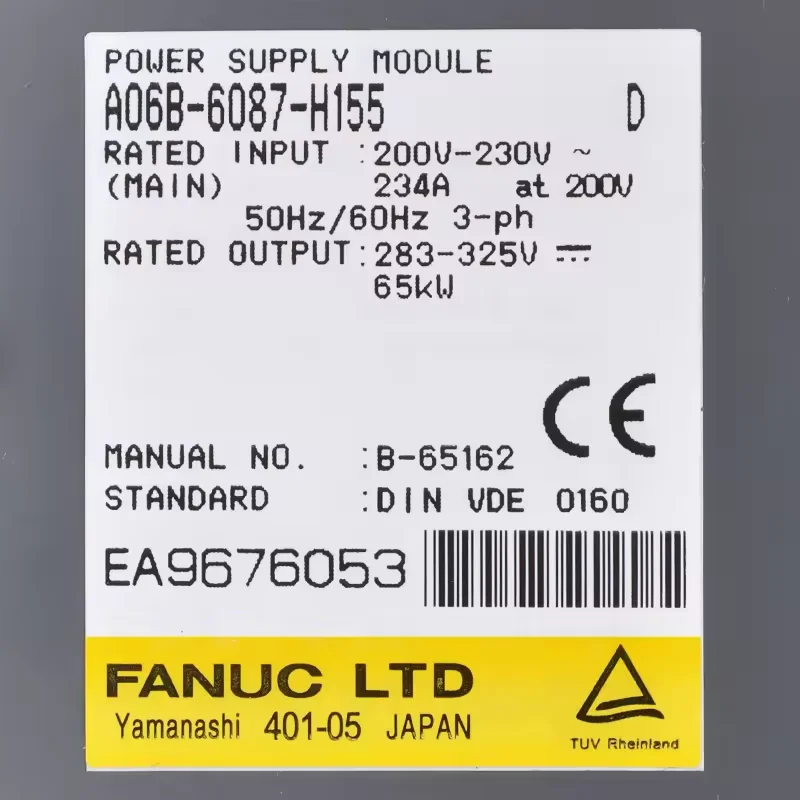 POWER SUPPLY MODULE
A06B-6087-H155 D
RATED INPUT :200V-230V ~
(MAIN) 234A at 200V
50Hz/60Hz 3-ph
RATED OUTPUT:283-325V ⎓
65kW
CE
MANUAL NO. :B-65162
STANDARD :DIN VDE 0160
EA9676053
FANUC LTD
Yamanashi 401-05 JAPAN
TUV Rheinland